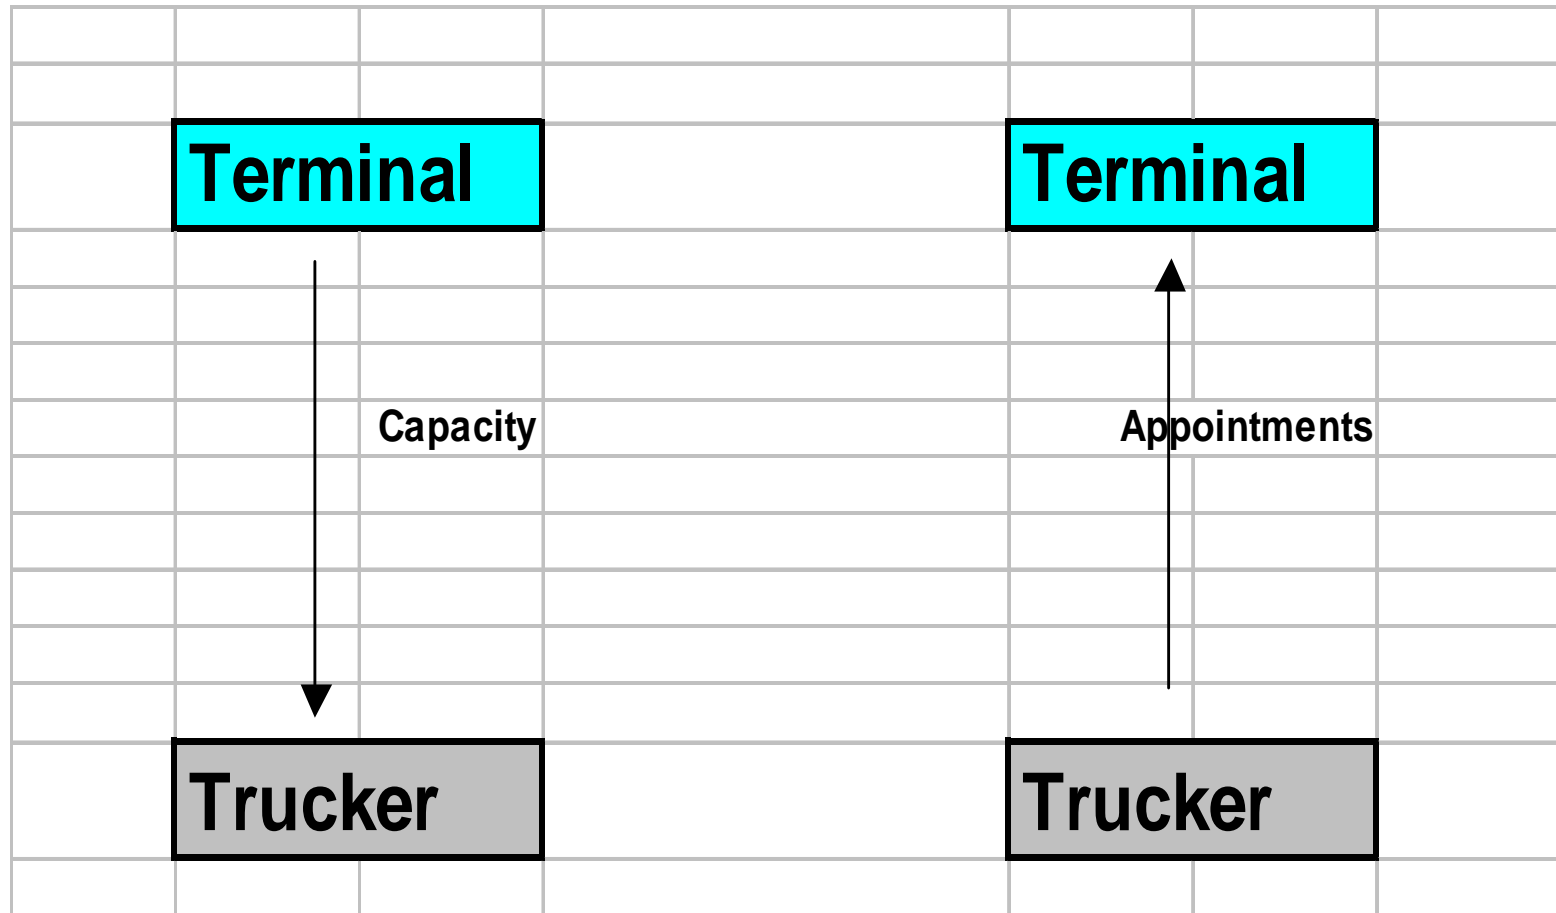 Terminal
Terminal
Capacity
Appointments
Trucker
Trucker